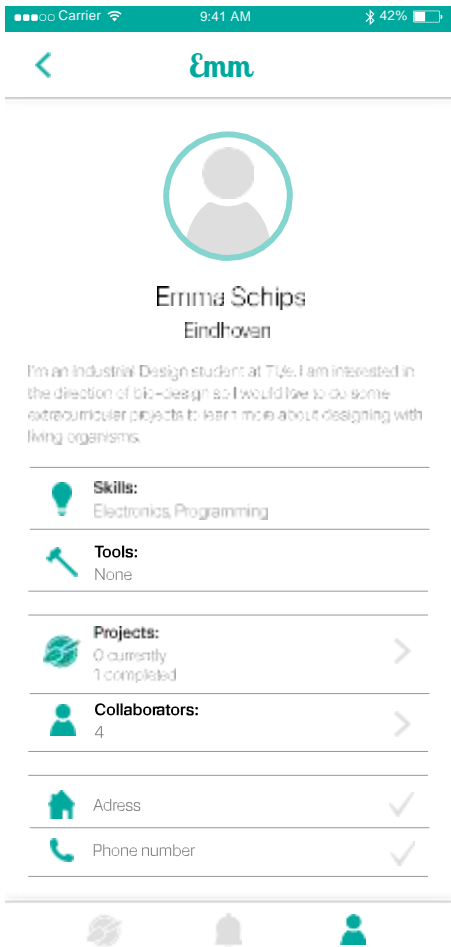 Carrier 9:41 AM 42%
Emm
Emma Schips
Eindhoven
I'm an Industrial Design student at TU/e. I am interested in
the direction of bio-design so I would like to do some
extracurricular projects to learn more about designing with
living organisms.
Skills:
Electronics, Programming
Tools:
None
Projects:
0 currently
1 completed
Collaborators:
4
Adress
Phone number